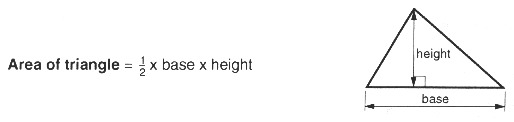 Area of triangle = 1/2 x base x height
height
base